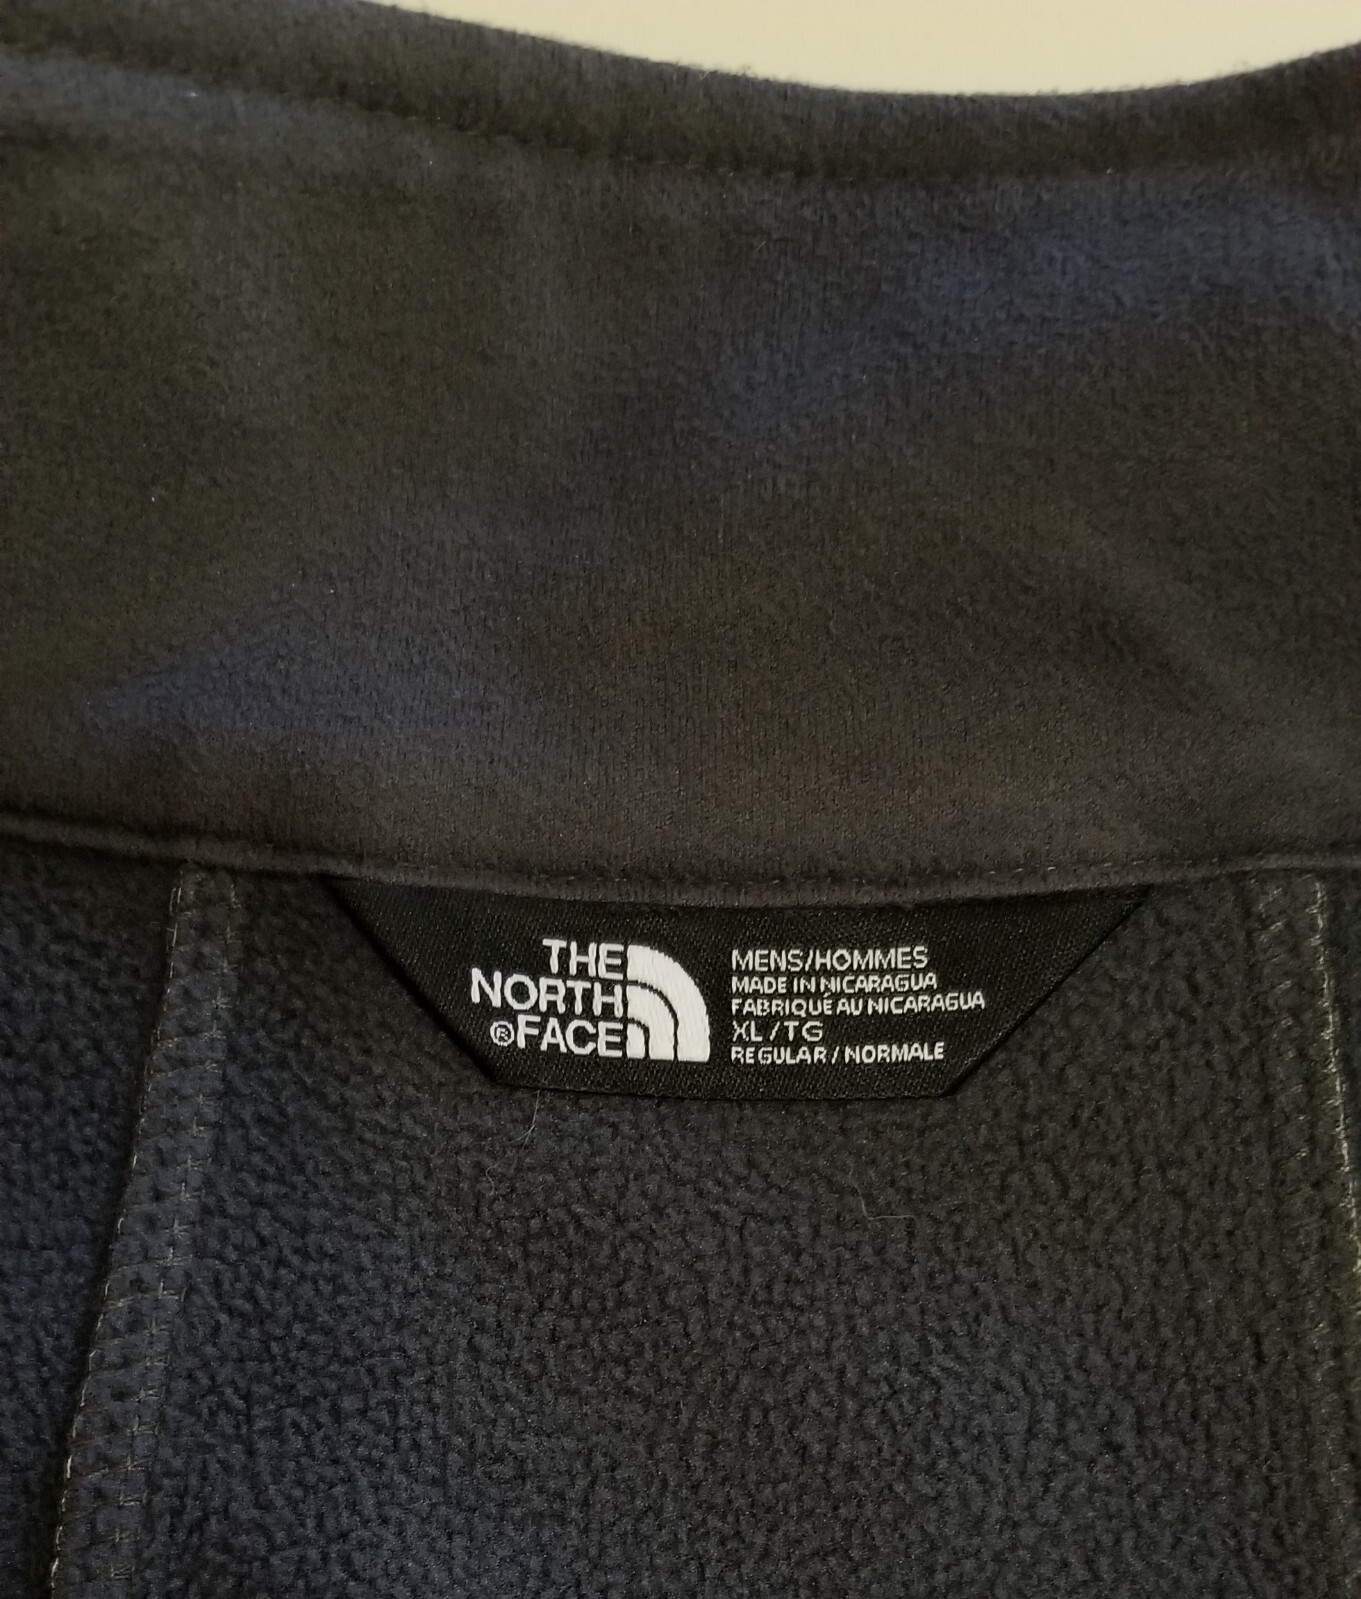 THE
NORTH
®FACE
MENS/HOMMES
MADE IN NICARAGUA
FABRIQUÉ AU NICARAGUA
XL/TG
REGULAR/NORMALE